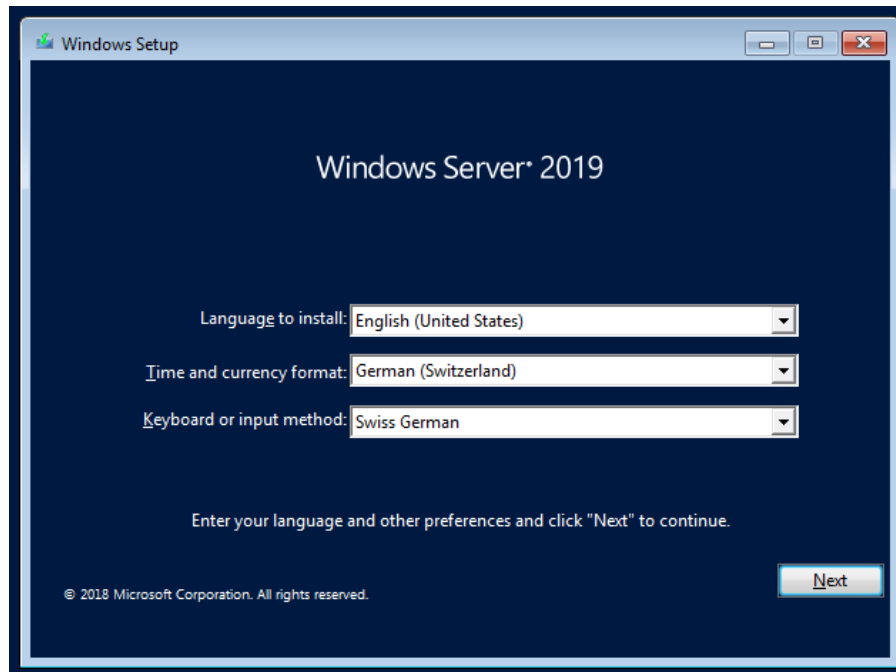 Windows Setup
Windows Server® 2019
Language to install: English (United States)
Time and currency format: German (Switzerland)
Keyboard or input method: Swiss German
Enter your language and other preferences and click "Next" to continue.
Next
© 2018 Microsoft Corporation. All rights reserved.